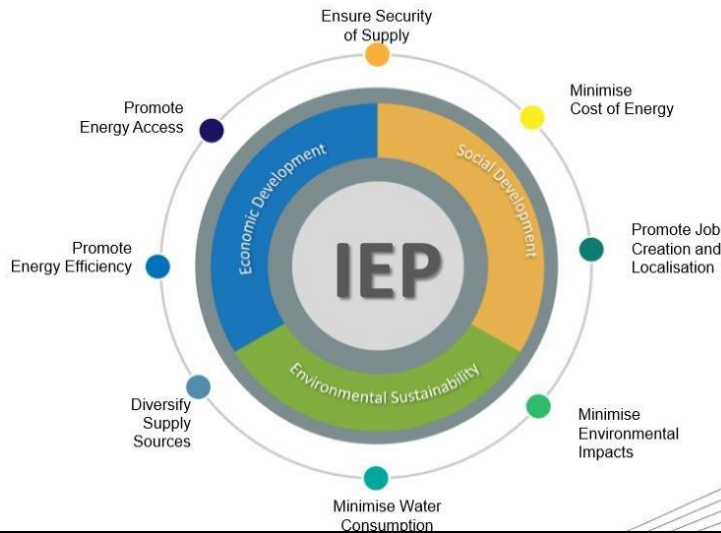 Ensure Security
of Supply
Minimise
Cost of Energy
Promote
Energy Access
Economic Development
Social Development
Promote Job
Creation and
Localisation
Promote
Energy Efficiency
IEP
Environmental Sustainability
Diversify
Supply
Sources
Minimise
Environmental
Impacts
Minimise Water
Consumption